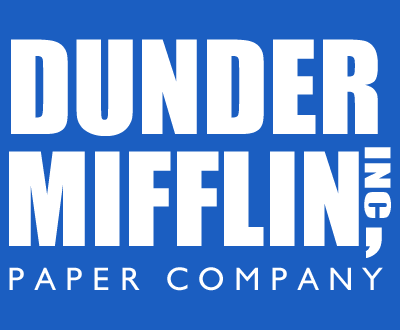 DUNDER
MIFFLIN,
INC
PAPER COMPANY